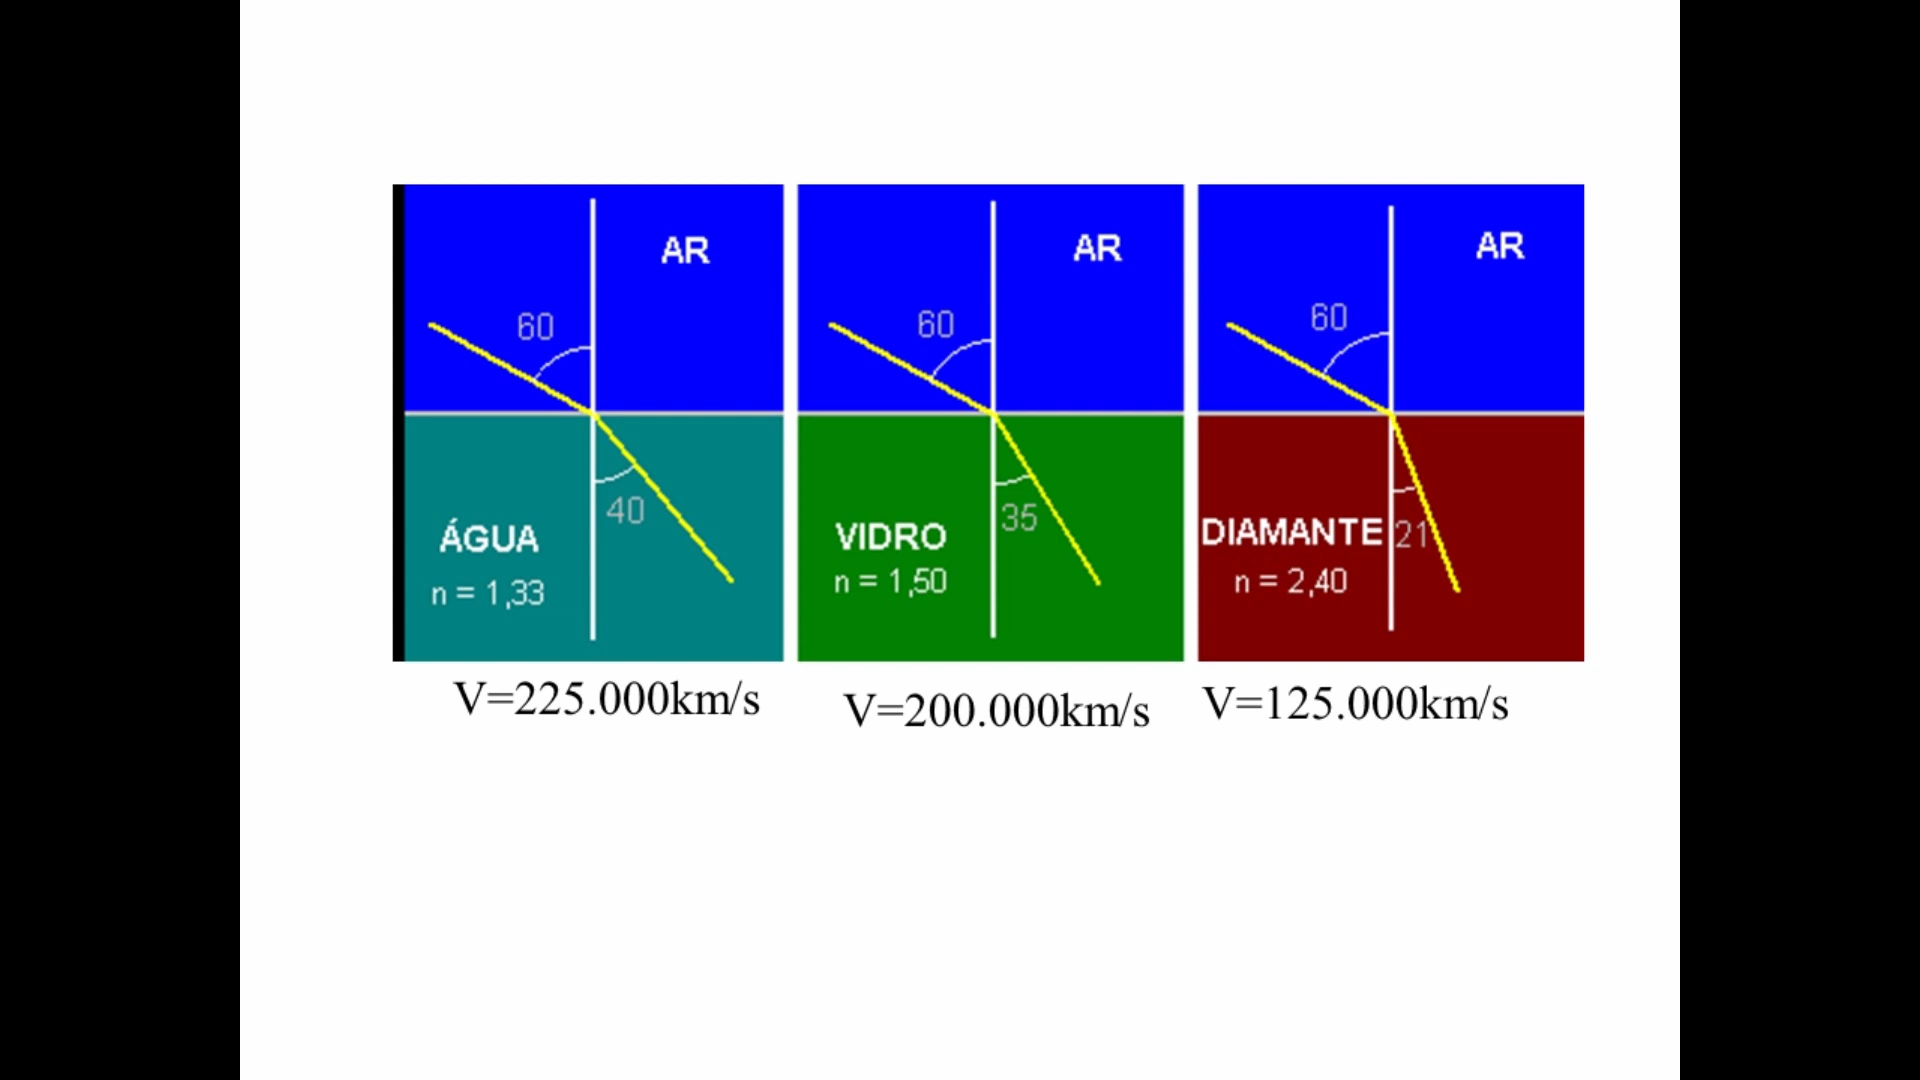 AR
60
40
ÁGUA
n = 1,33
V=225.000km/s
AR
60
35
VIDRO
n = 1,50
V=200.000km/s
AR
60
21
DIAMANTE
n = 2,40
V=125.000km/s